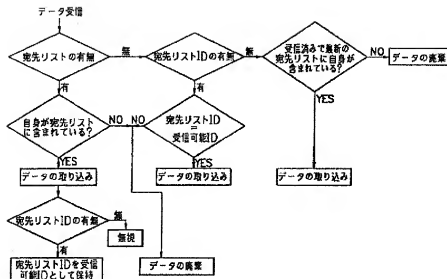 データ受信
宛先リストの有無
無
宛先リストIDの有無
無
受信済みで最新の
宛先リストに自身が
含まれている?
NO
データの廃棄
有
有
YES
自身が宛先リスト
に含まれている?
NO
NO
宛先リストID
=
受信可能ID
YES
YES
データの取り込み
データの取り込み
データの取り込み
宛先リストIDの有無
無
無視
有
宛先リストIDを受信
可能IDとして保持
データの廃棄